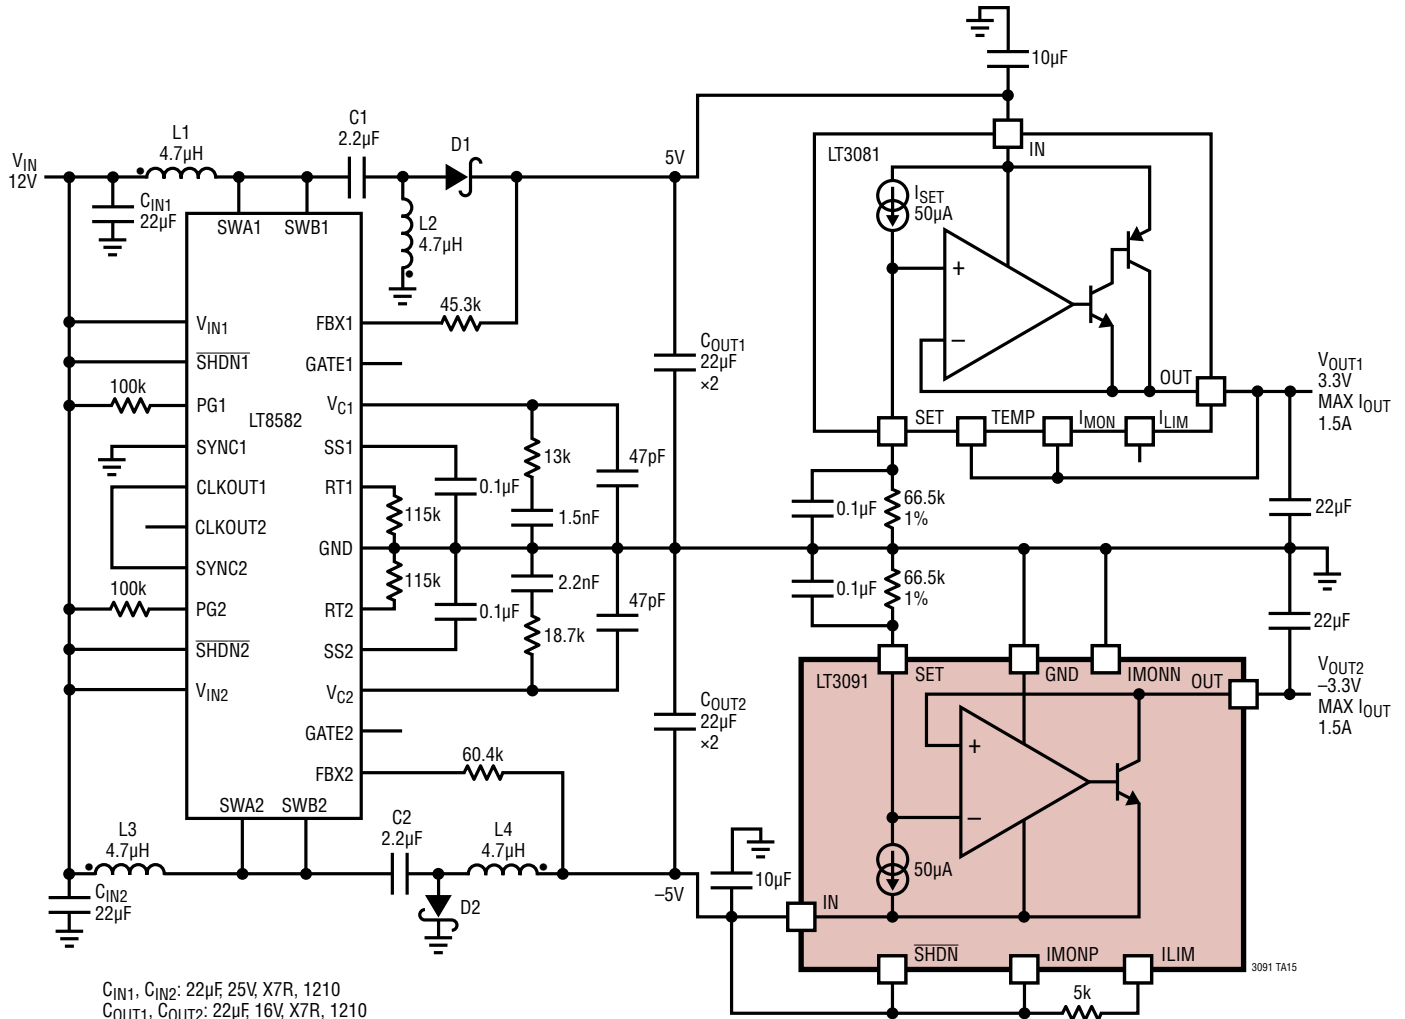 10µF
C1
2.2µF
L1
4.7µH
D1
5V
VIN
12V
CIN1
22µF
SWA1
SWB1
L2
4.7µH
LT3081
IN
ISET
50µA
+
–
45.3k
VIN1
FBX1
SHDN1
GATE1
100k
PG1
VC1
LT8582
SYNC1
SS1
CLKOUT1
RT1
CLKOUT2
GND
SYNC2
100k
PG2
RT2
SHDN2
SS2
VIN2
VC2
GATE2
FBX2
SWA2
SWB2
13k
47pF
0.1µF
1.5nF
115k
115k
2.2nF
0.1µF
47pF
18.7k
COUT1
22µF
×2
COUT2
22µF
×2
60.4k
OUT
VOUT1
3.3V
MAX IOUT
1.5A
SET
TEMP
IMON
ILIM
0.1µF
66.5k
1%
22µF
0.1µF
66.5k
1%
22µF
LT3091
SET
GND
IMONN
OUT
VOUT2
–3.3V
MAX IOUT
1.5A
+
–
50µA
IN
SHDN
IMONP
ILIM
5k
3091 TA15
L3
4.7µH
C2
2.2µF
L4
4.7µH
D2
–5V
10µF
CIN2
22µF
CIN1, CIN2: 22µF, 25V, X7R, 1210
COUT1, COUT2: 22µF, 16V, X7R, 1210